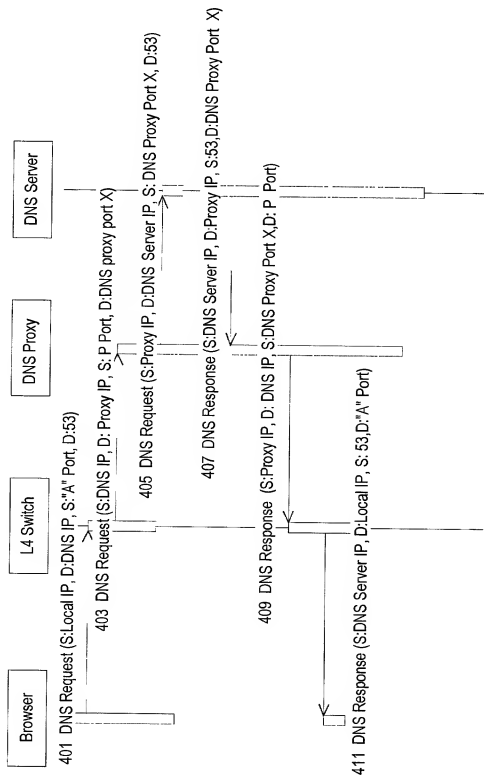 Browser
L4 Switch
DNS Proxy
DNS Server
401 DNS Request (S:Local IP, D:DNS IP, S:"A" Port, D:53)
403 DNS Request (S:DNS IP, D: Proxy IP, S: P Port, D:DNS proxy port X)
405 DNS Request (S:Proxy IP, D:DNS Server IP, S: DNS Proxy Port X, D:53)
407 DNS Response (S:DNS Server IP, D:Proxy IP, S:53,D:DNS Proxy Port X)
409 DNS Response (S:Proxy IP, D: DNS IP, S:DNS Proxy Port X,D: P Port)
411 DNS Response (S:DNS Server IP, D:Local IP, S: 53,D:"A" Port)